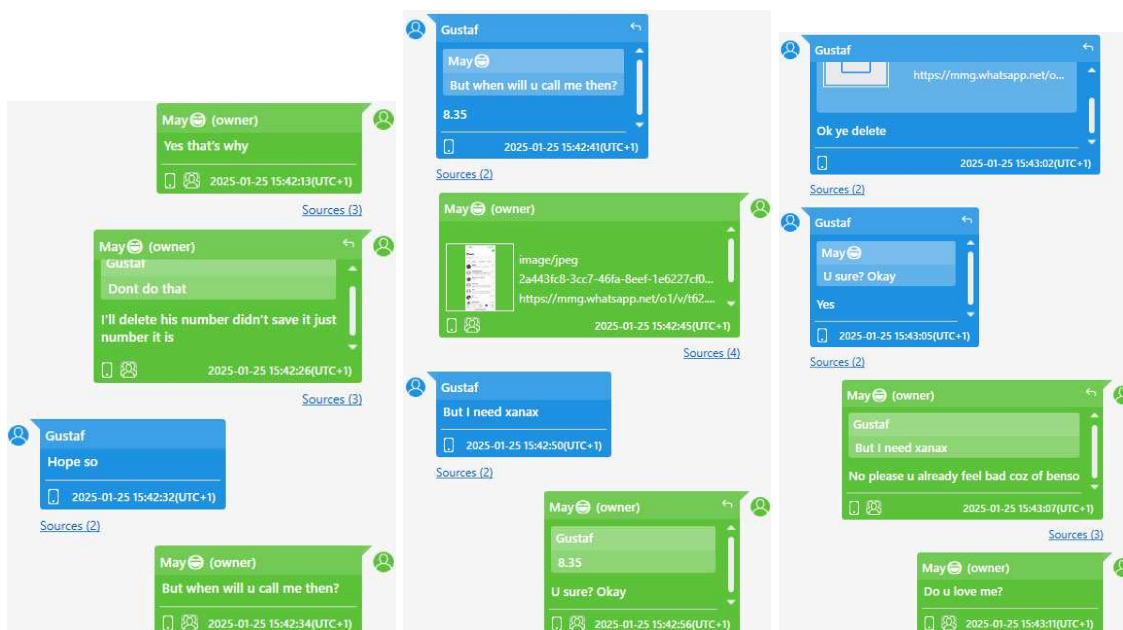 May😁 (owner)
Yes that's why
2025-01-25 15:42:13(UTC+1)
Sources (3)
May😁 (owner)
Gustaf
Dont do that
I'll delete his number didn't save it just
number it is
2025-01-25 15:42:26(UTC+1)
Sources (3)
Gustaf
Hope so
2025-01-25 15:42:32(UTC+1)
Sources (2)
May😁 (owner)
But when will u call me then?
2025-01-25 15:42:34(UTC+1)
Gustaf
May😁
But when will u call me then?
8.35
2025-01-25 15:42:41(UTC+1)
Sources (2)
May😁 (owner)
image/jpeg
2a443fc8-3cc7-46fa-8eef-1e6227cf0...
https://mmg.whatsapp.net/o1/v/t62....
2025-01-25 15:42:45(UTC+1)
Sources (4)
Gustaf
But I need xanax
2025-01-25 15:42:50(UTC+1)
Sources (2)
May😁 (owner)
Gustaf
8.35
U sure? Okay
2025-01-25 15:42:56(UTC+1)
Gustaf
https://mmg.whatsapp.net/o...
Ok ye delete
2025-01-25 15:43:02(UTC+1)
Sources (2)
Gustaf
May😁
U sure? Okay
Yes
2025-01-25 15:43:05(UTC+1)
Sources (2)
May😁 (owner)
Gustaf
But I need xanax
No please u already feel bad coz of benso
2025-01-25 15:43:07(UTC+1)
Sources (3)
May😁 (owner)
Do u love me?
2025-01-25 15:43:11(UTC+1)